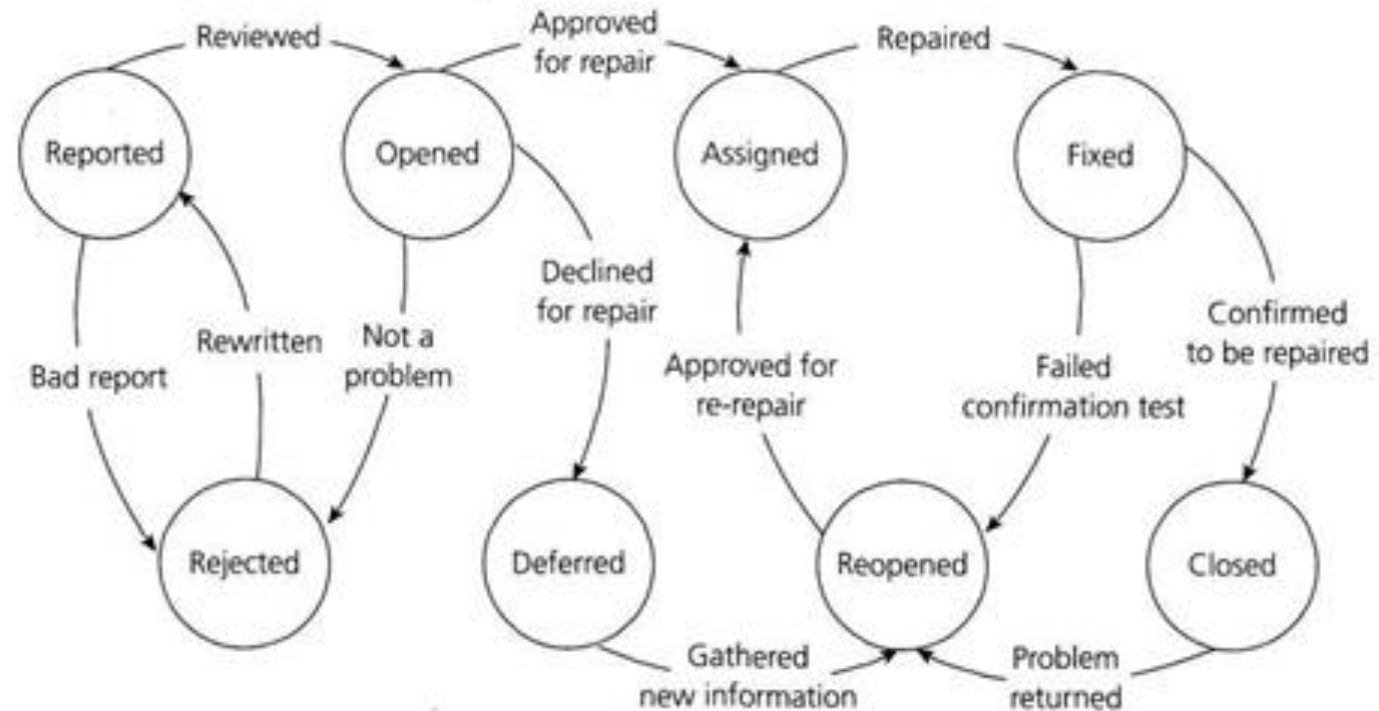 Reviewed
Approved
for repair
Repaired
Reported
Opened
Assigned
Fixed
Declined
for repair
Rewritten
Not a
problem
Bad report
Approved for
re-repair
Failed
confirmation test
Confirmed
to be repaired
Rejected
Deferred
Reopened
Closed
Gathered
new information
Problem
returned